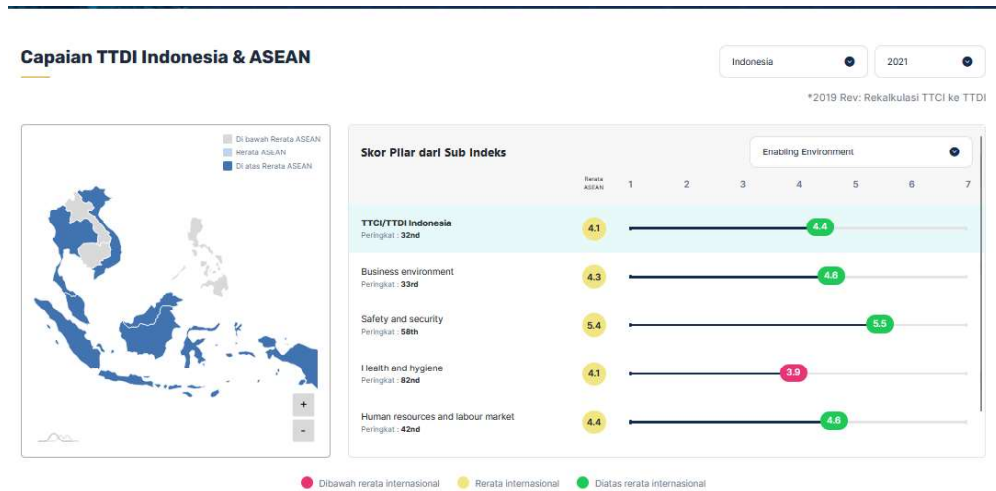 Capaian TTDI Indonesia & ASEAN
Indonesia
2021
*2019 Rev: Rekalkulasi TTCI ke TTDI
Di bawah Rerata ASEAN
Rerata ASEAN
Di atas Rerata ASEAN
Skor Pilar dari Sub Indeks
Enabling Environment
Rerata
ASEAN
1 2 3 4 5 6 7
TTCI/TTDI Indonesia
Peringkat : 32nd
4.1
4.4
Business environment
Peringkat : 33rd
4.3
4.6
Safety and security
Peringkat : 58th
5.4
5.5
Health and hygiene
Peringkat : 82nd
4.1
3.9
Human resources and labour market
Peringkat : 42nd
4.4
4.6
+
-
Dibawah rerata internasional
Rerata internasional
Diatas rerata internasional